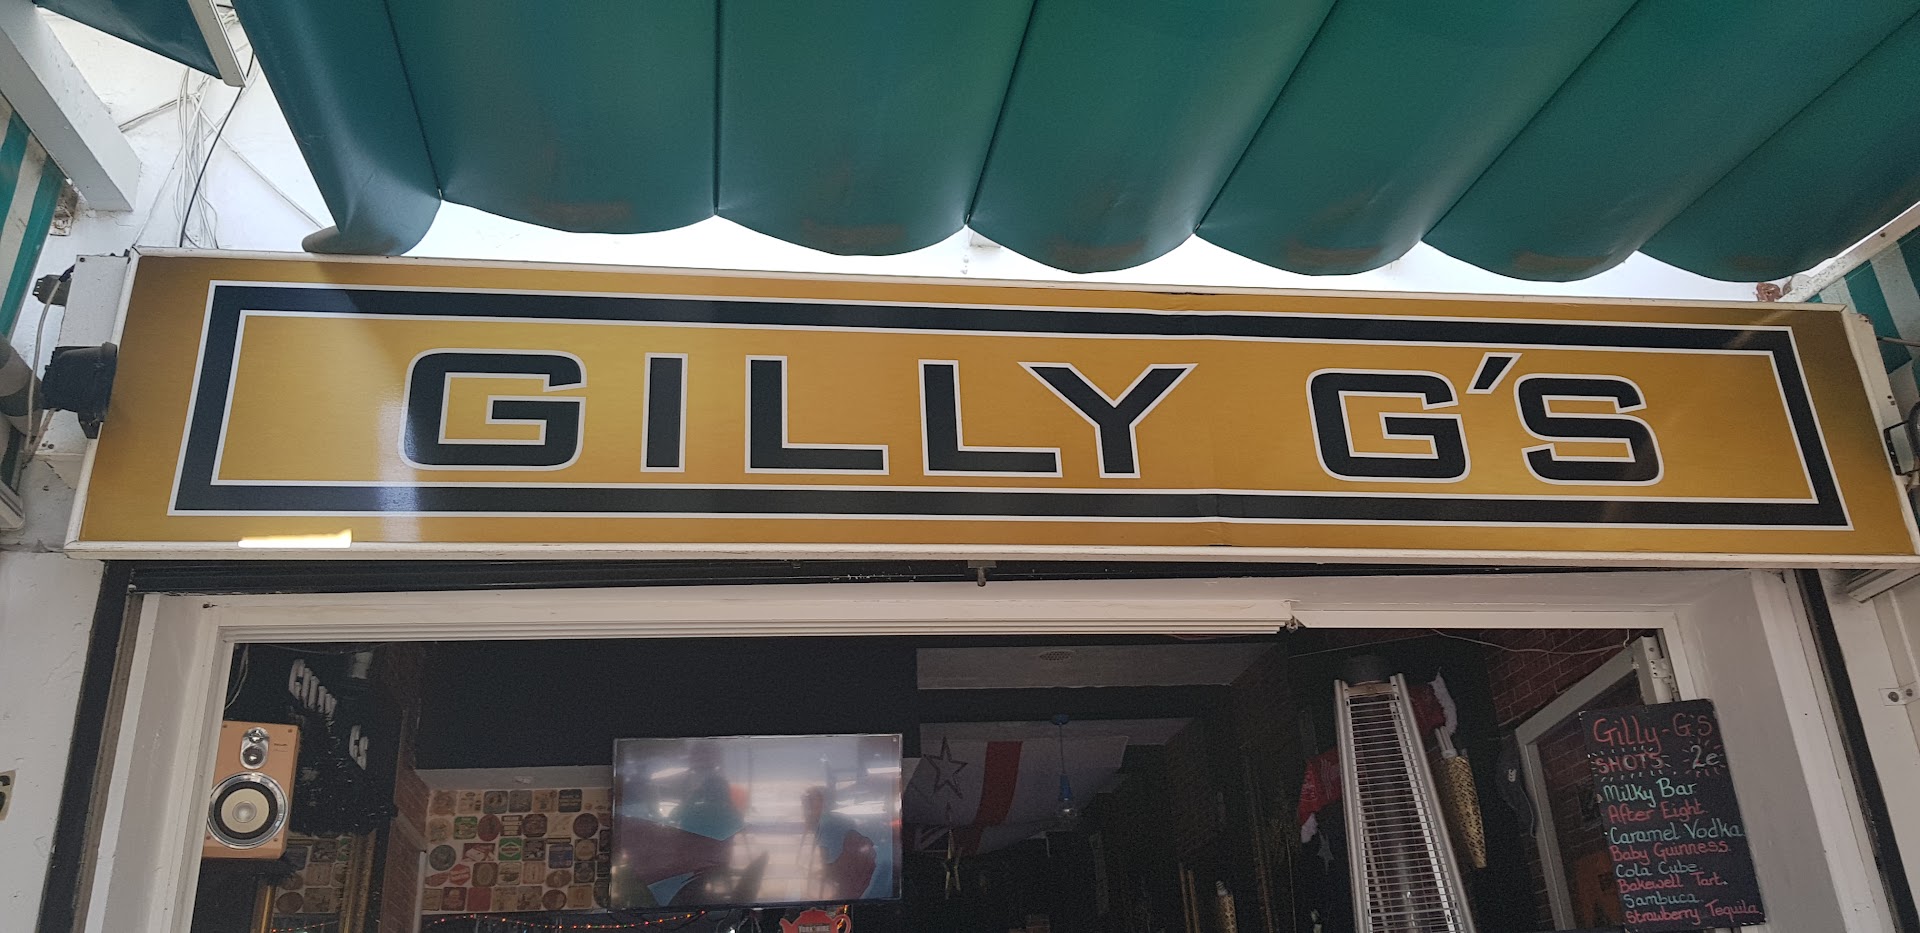 GILLY G'S
Gilly-G's
SHOTS 2e
Milky Bar
After Eight
Caramel Vodka
Baby Guinness
Cola Cube
Bakewell Tart.
Sambuca
Strawberry Tequila